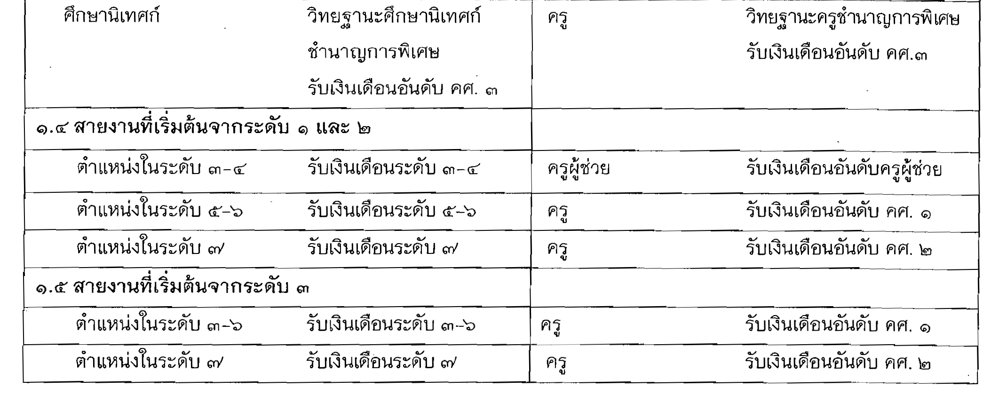 ศึกษานิเทศก์ วิทยฐานะศึกษานิเทศก์ ครู วิทยฐานะครูชำนาญการพิเศษ
ชำนาญการพิเศษ รับเงินเดือนอันดับ คศ.๓
รับเงินเดือนอันดับ คศ. ๓
๑.๔ สายงานที่เริ่มต้นจากระดับ ๑ และ ๒
ตำแหน่งในระดับ ๓-๔ รับเงินเดือนระดับ ๓-๔ ครูผู้ช่วย รับเงินเดือนอันดับครูผู้ช่วย
ตำแหน่งในระดับ ๕-๖ รับเงินเดือนระดับ ๕-๖ ครู รับเงินเดือนอันดับ คศ. ๑
ตำแหน่งในระดับ ๗ รับเงินเดือนระดับ ๗ ครู รับเงินเดือนอันดับ คศ. ๒
๑.๕ สายงานที่เริ่มต้นจากระดับ ๓
ตำแหน่งในระดับ ๓-๖ รับเงินเดือนระดับ ๓-๖ ครู รับเงินเดือนอันดับ คศ. ๑
ตำแหน่งในระดับ ๗ รับเงินเดือนระดับ ๗ ครู รับเงินเดือนอันดับ คศ. ๒